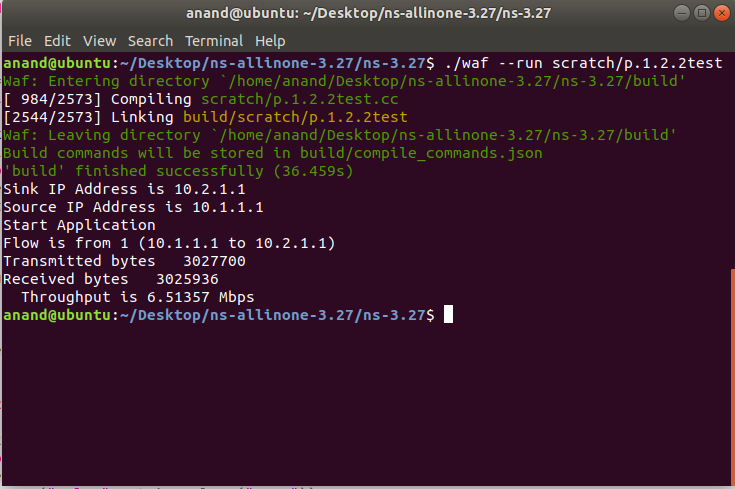 anand@ubuntu: ~/Desktop/ns-allinone-3.27/ns-3.27
File Edit View Search Terminal Help
anand@ubuntu:~/Desktop/ns-allinone-3.27/ns-3.27$ ./waf --run scratch/p.1.2.2test
Waf: Entering directory `/home/anand/Desktop/ns-allinone-3.27/ns-3.27/build'
[ 984/2573] Compiling scratch/p.1.2.2test.cc
[2544/2573] Linking build/scratch/p.1.2.2test
Waf: Leaving directory `/home/anand/Desktop/ns-allinone-3.27/ns-3.27/build'
Build commands will be stored in build/compile_commands.json
'build' finished successfully (36.459s)
Sink IP Address is 10.2.1.1
Source IP Address is 10.1.1.1
Start Application
Flow is from 1 (10.1.1.1 to 10.2.1.1)
Transmitted bytes   3027700
Received bytes   3025936
  Throughput is 6.51357 Mbps
anand@ubuntu:~/Desktop/ns-allinone-3.27/ns-3.27$